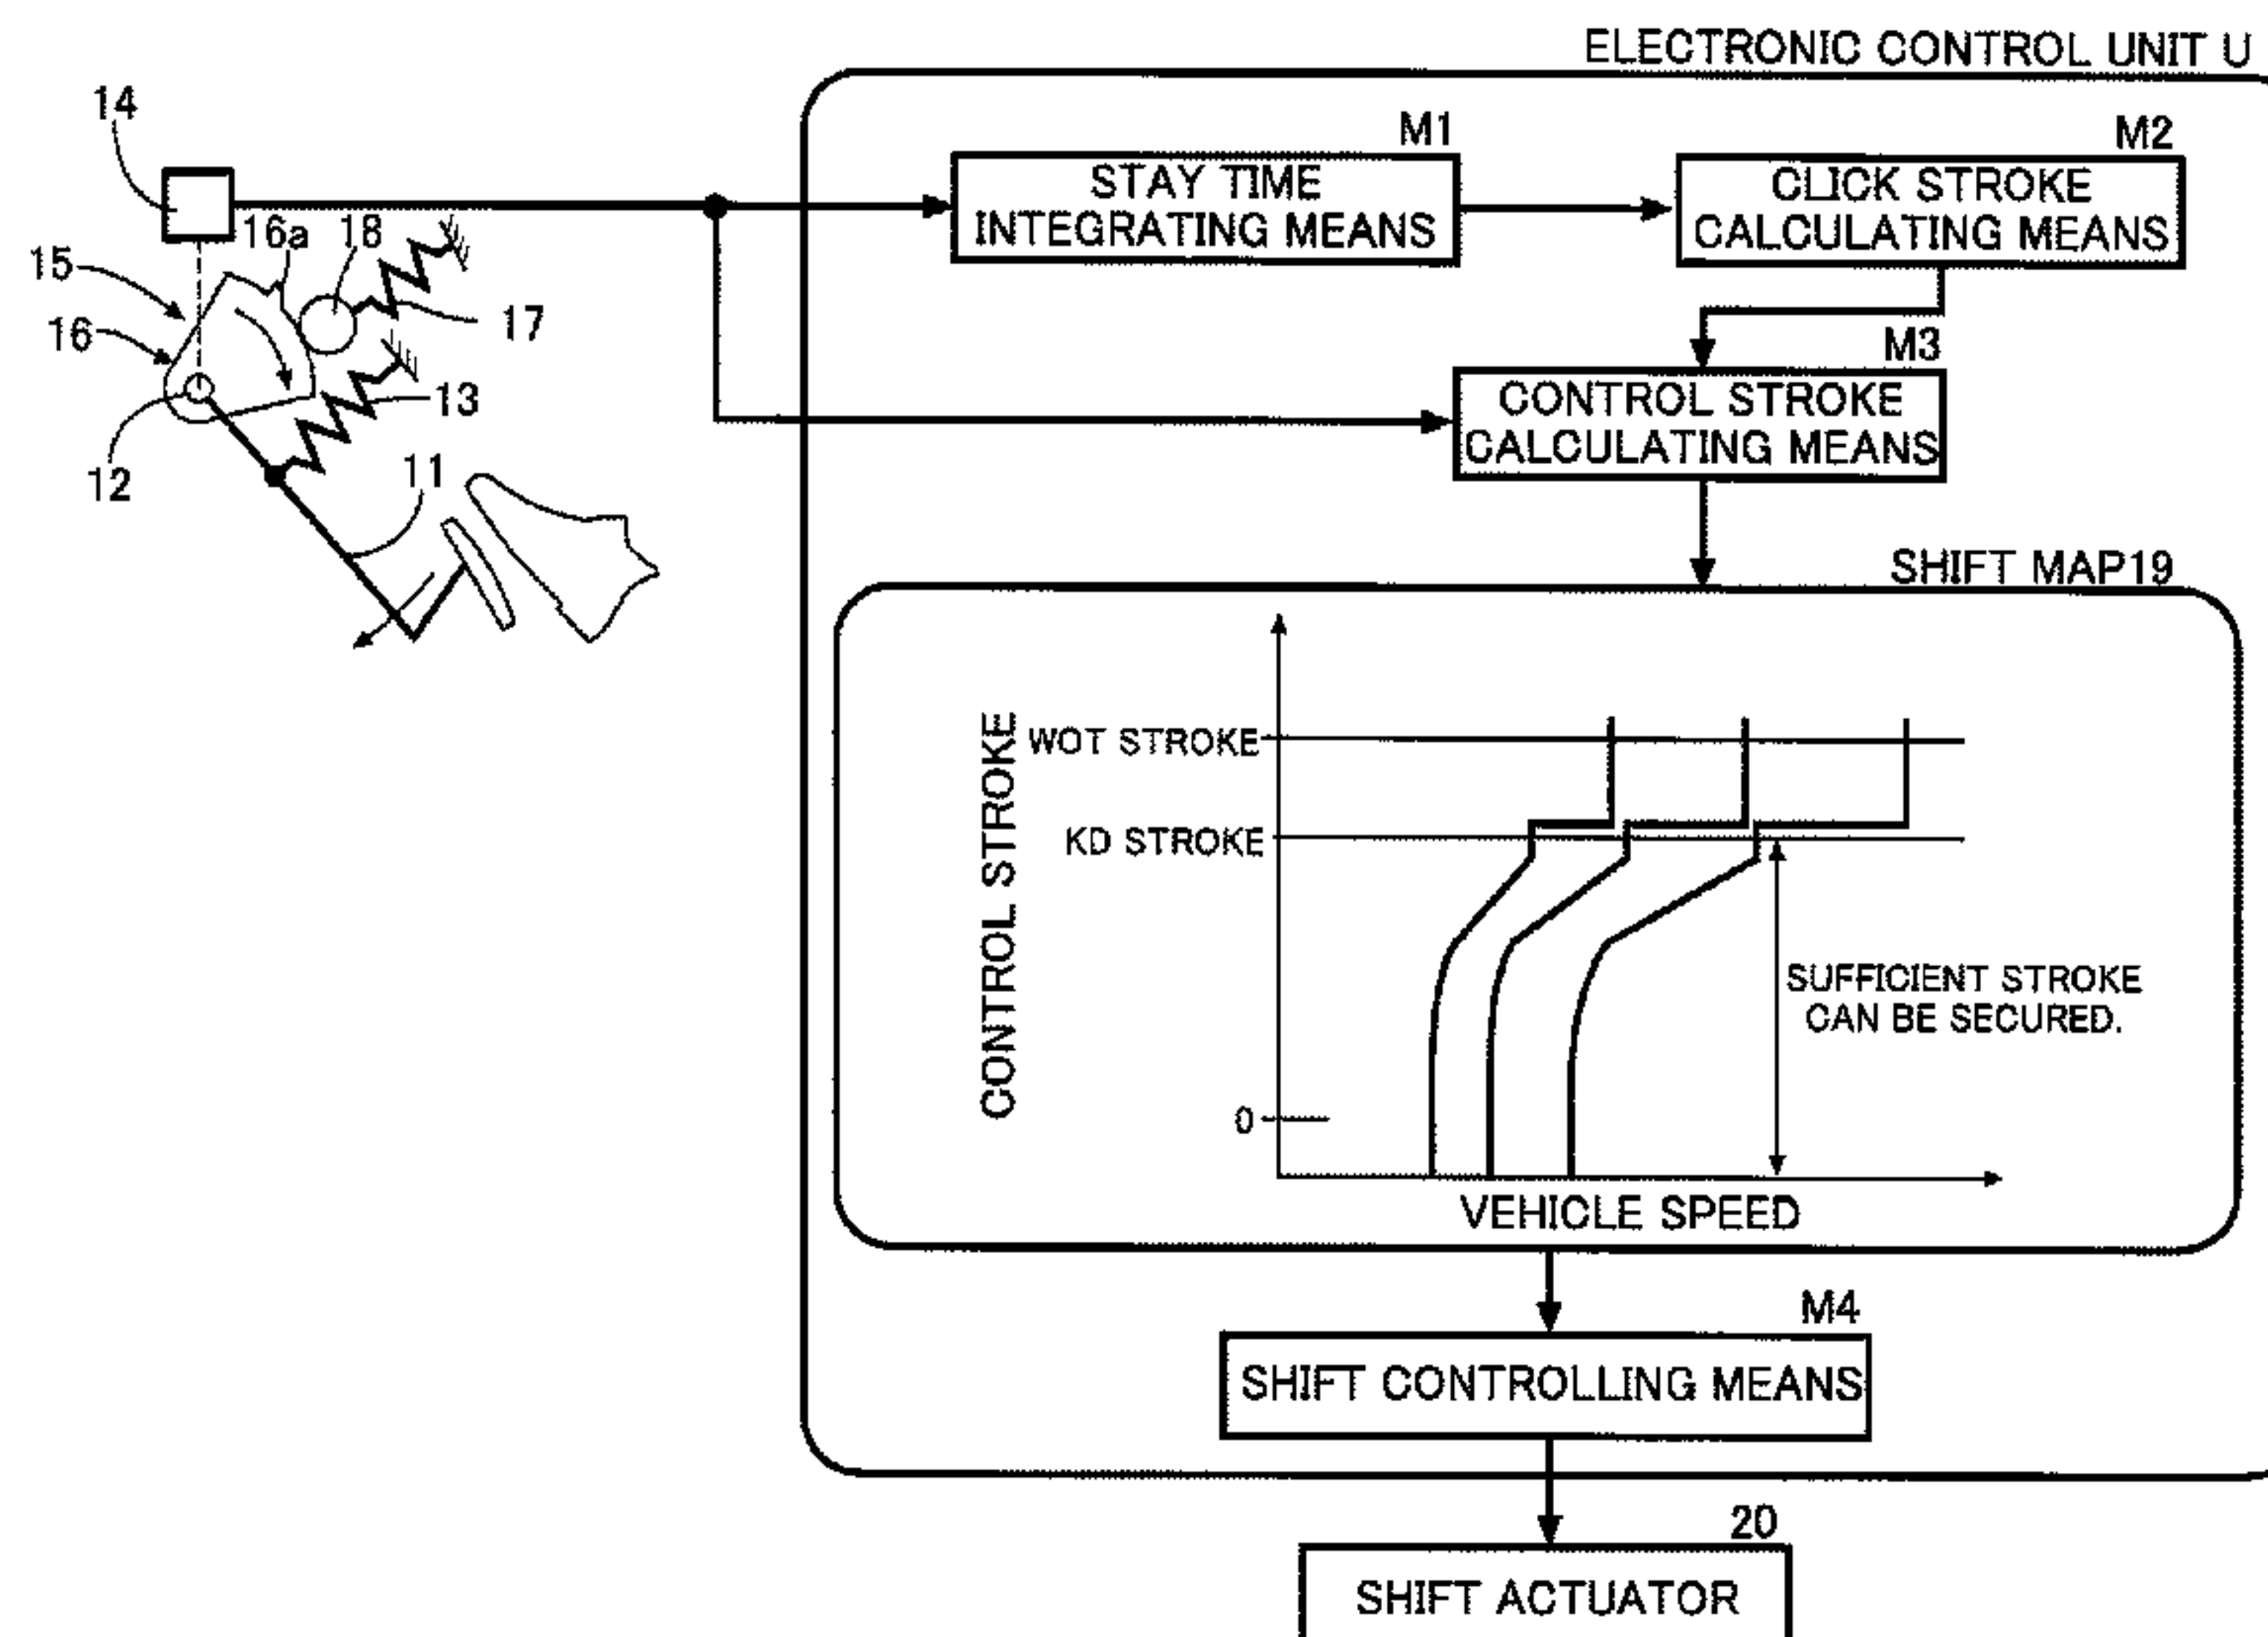 ELECTRONIC CONTROL UNIT U
14
M1
M2
STAY TIME
INTEGRATING MEANS
CLICK STROKE
CALCULATING MEANS
16a
18
15
17
16
M3
13
CONTROL STROKE
CALCULATING MEANS
12
11
SHIFT MAP19
CONTROL STROKE
WOT STROKE
KD STROKE
SUFFICIENT STROKE
CAN BE SECURED.
0
VEHICLE SPEED
M4
SHIFT CONTROLLING MEANS
20
SHIFT ACTUATOR